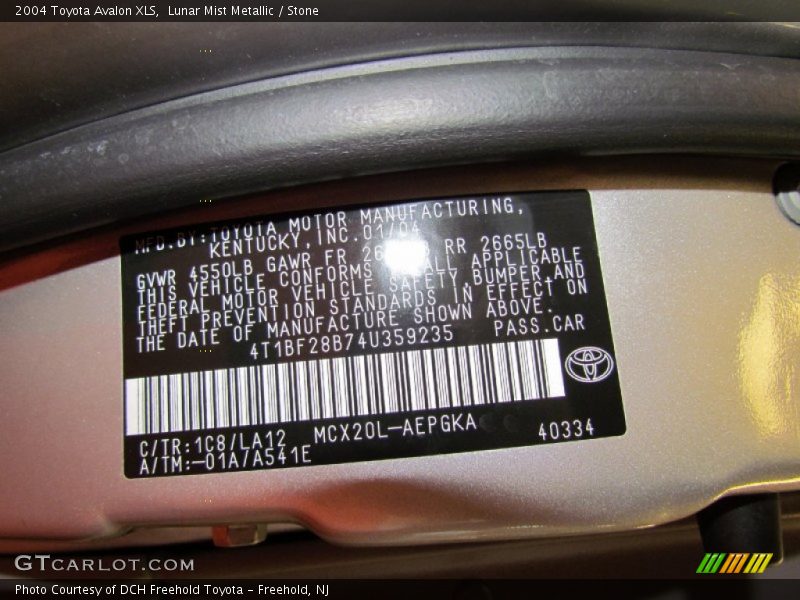 2004 Toyota Avalon XLS,  Lunar Mist Metallic / Stone
MFD.BY:TOYOTA MOTOR MANUFACTURING,
KENTUCKY,INC.01/04
GVWR 4550LB GAWR FR RR 2665LB
THIS VEHICLE CONFORMS ALL APPLICABLE
FEDERAL MOTOR VEHICLE SAFETY,BUMPER AND
THEFT PREVENTION STANDARDS IN EFFECT ON
THE DATE OF MANUFACTURE SHOWN ABOVE.
4T1BF28B74U359235 PASS.CAR
C/TR:1C8/LA12 MCX20L-AEPGKA 40334
A/TM:-01A/A541E
GTCARLOT.COM
Photo Courtesy of DCH Freehold Toyota - Freehold, NJ